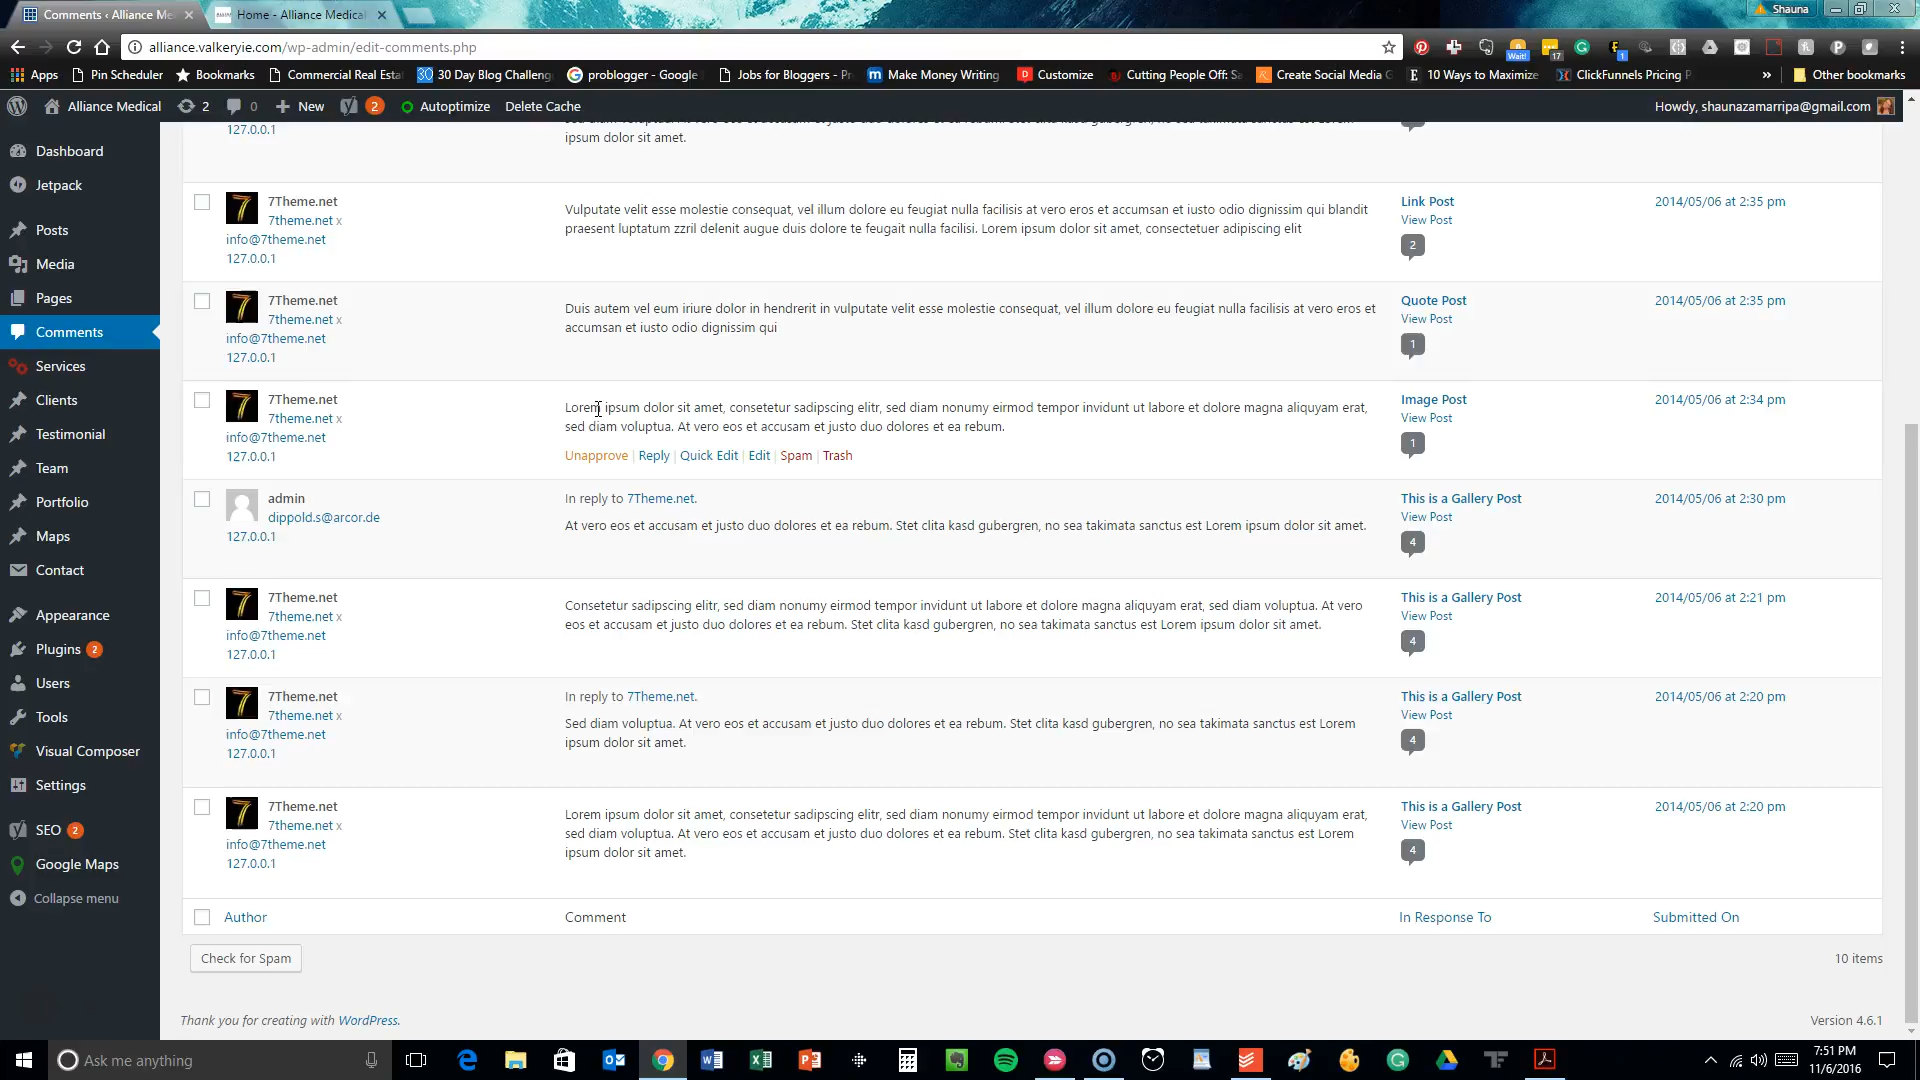 Comments ‹ Alliance Me
Home - Alliance Medical
Shauna
alliance.valkeryie.com/wp-admin/edit-comments.php
Apps
Pin Scheduler
Bookmarks
Commercial Real Esta
30 Day Blog Challeng
problogger - Google
Jobs for Bloggers - Pr
Make Money Writing
Customize
Cutting People Off: Sa
Create Social Media G
10 Ways to Maximize
ClickFunnels Pricing P
Other bookmarks
Alliance Medical
2
0
New
2
Autoptimize
Delete Cache
Howdy, shaunazamarripa@gmail.com
Dashboard
Jetpack
Posts
Media
Pages
Comments
Services
Clients
Testimonial
Team
Portfolio
Maps
Contact
Appearance
Plugins 2
Users
Tools
Visual Composer
Settings
SEO 2
Google Maps
Collapse menu
127.0.0.1
ipsum dolor sit amet.
7Theme.net
7theme.net x
info@7theme.net
127.0.0.1
Vulputate velit esse molestie consequat, vel illum dolore eu feugiat nulla facilisis at vero eros et accumsan et iusto odio dignissim qui blandit
praesent luptatum zzril delenit augue duis dolore te feugait nulla facilisi. Lorem ipsum dolor sit amet, consectetuer adipiscing elit
Link Post
View Post
2
2014/05/06 at 2:35 pm
7Theme.net
7theme.net x
info@7theme.net
127.0.0.1
Duis autem vel eum iriure dolor in hendrerit in vulputate velit esse molestie consequat, vel illum dolore eu feugiat nulla facilisis at vero eros et
accumsan et iusto odio dignissim qui
Quote Post
View Post
1
2014/05/06 at 2:35 pm
7Theme.net
7theme.net x
info@7theme.net
127.0.0.1
Lorem ipsum dolor sit amet, consetetur sadipscing elitr, sed diam nonumy eirmod tempor invidunt ut labore et dolore magna aliquyam erat,
sed diam voluptua. At vero eos et accusam et justo duo dolores et ea rebum.
Unapprove | Reply | Quick Edit | Edit | Spam | Trash
Image Post
View Post
1
2014/05/06 at 2:34 pm
admin
dippold.s@arcor.de
127.0.0.1
In reply to 7Theme.net.
At vero eos et accusam et justo duo dolores et ea rebum. Stet clita kasd gubergren, no sea takimata sanctus est Lorem ipsum dolor sit amet.
This is a Gallery Post
View Post
4
2014/05/06 at 2:30 pm
7Theme.net
7theme.net x
info@7theme.net
127.0.0.1
Consetetur sadipscing elitr, sed diam nonumy eirmod tempor invidunt ut labore et dolore magna aliquyam erat, sed diam voluptua. At vero
eos et accusam et justo duo dolores et ea rebum. Stet clita kasd gubergren, no sea takimata sanctus est Lorem ipsum dolor sit amet.
This is a Gallery Post
View Post
4
2014/05/06 at 2:21 pm
7Theme.net
7theme.net x
info@7theme.net
127.0.0.1
In reply to 7Theme.net.
Sed diam voluptua. At vero eos et accusam et justo duo dolores et ea rebum. Stet clita kasd gubergren, no sea takimata sanctus est Lorem
ipsum dolor sit amet.
This is a Gallery Post
View Post
4
2014/05/06 at 2:20 pm
7Theme.net
7theme.net x
info@7theme.net
127.0.0.1
Lorem ipsum dolor sit amet, consetetur sadipscing elitr, sed diam nonumy eirmod tempor invidunt ut labore et dolore magna aliquyam erat,
sed diam voluptua. At vero eos et accusam et justo duo dolores et ea rebum. Stet clita kasd gubergren, no sea takimata sanctus est Lorem
ipsum dolor sit amet.
This is a Gallery Post
View Post
4
2014/05/06 at 2:20 pm
Author
Comment
In Response To
Submitted On
Check for Spam
10 items
Thank you for creating with WordPress.
Version 4.6.1
Ask me anything
7:51 PM
11/6/2016